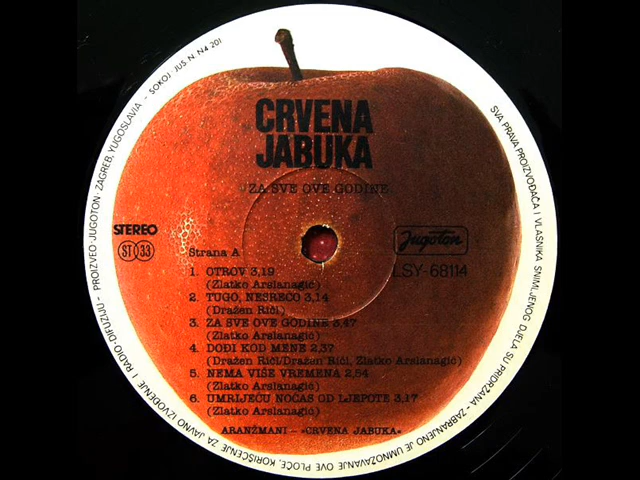 CRVENA
JABUKA
ZA SVE OVE GODINE
STEREO
ST 33
Jugoton
LSY-68114
Strana A
1. OTROV 3,19
(Zlatko Arslanagić)
2. TUGO, NESREĆO 3,14
(Dražen Riči)
3. ZA SVE OVE GODINE 3,47
(Zlatko Arslanagić)
4. DOĐI KOD MENE 2,37
(Dražen Riči/Dražen Riči, Zlatko Arslanagić)
5. NEMA VIŠE VREMENA 2,54
(Zlatko Arslanagić)
6. UMRIJEĆU NOĆAS OD LJEPOTE 3,17
(Zlatko Arslanagić)
ARANŽMANI – »CRVENA JABUKA«
PROIZVEO-JUGOTON-ZAGREB, YUGOSLAVIA – SOKOJ-JUS. N. N4 201
SVA PRAVA PROIZVOĐAČA I VLASNIKA SNIMLJENOG DJELA SU PRIDRŽANA – ZABRANJENO JE UMNOŽAVANJE OVE PLOČE, KORIŠĆENJE ZA JAVNO IZVOĐENJE I RADIO-DIFUZIJU –